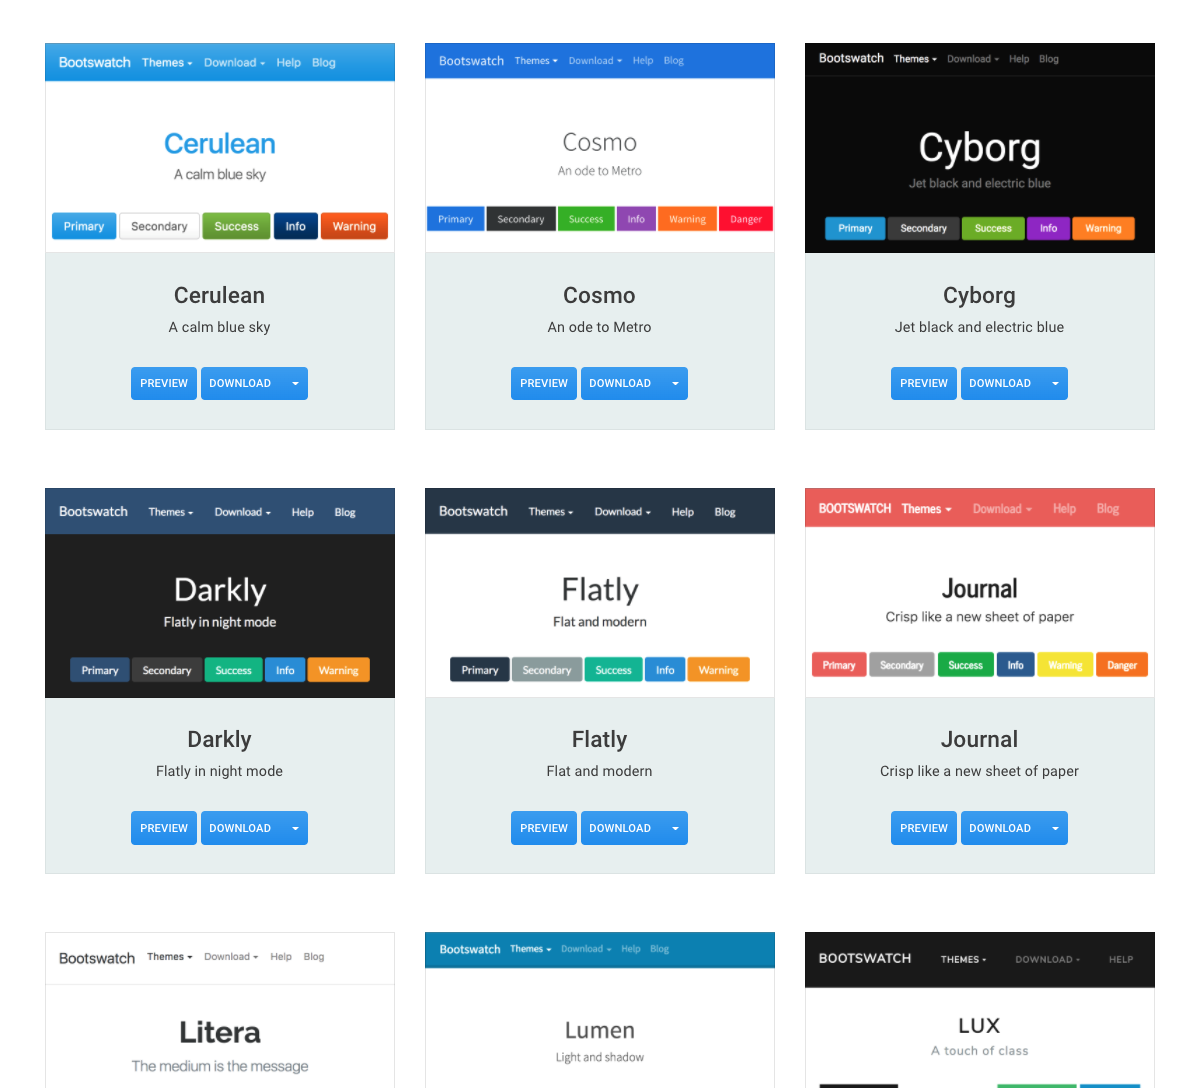 Bootswatch Themes Download Help Blog
Cerulean
A calm blue sky
Primary Secondary Success Info Warning
Cerulean
A calm blue sky
PREVIEW DOWNLOAD
Bootswatch Themes Download Help Blog
Cosmo
An ode to Metro
Primary Secondary Success Info Warning Danger
Cosmo
An ode to Metro
PREVIEW DOWNLOAD
Bootswatch Themes Download Help Blog
Cyborg
Jet black and electric blue
Primary Secondary Success Info Warning
Cyborg
Jet black and electric blue
PREVIEW DOWNLOAD
Bootswatch Themes Download Help Blog
Darkly
Flatly in night mode
Primary Secondary Success Info Warning
Darkly
Flatly in night mode
PREVIEW DOWNLOAD
Bootswatch Themes Download Help Blog
Flatly
Flat and modern
Primary Secondary Success Info Warning
Flatly
Flat and modern
PREVIEW DOWNLOAD
BOOTSWATCH Themes Download Help Blog
Journal
Crisp like a new sheet of paper
Primary Secondary Success Info Warning Danger
Journal
Crisp like a new sheet of paper
PREVIEW DOWNLOAD
Bootswatch Themes Download Help Blog
Litera
The medium is the message
Bootswatch Themes Download Help Blog
Lumen
Light and shadow
BOOTSWATCH THEMES DOWNLOAD HELP
LUX
A touch of class